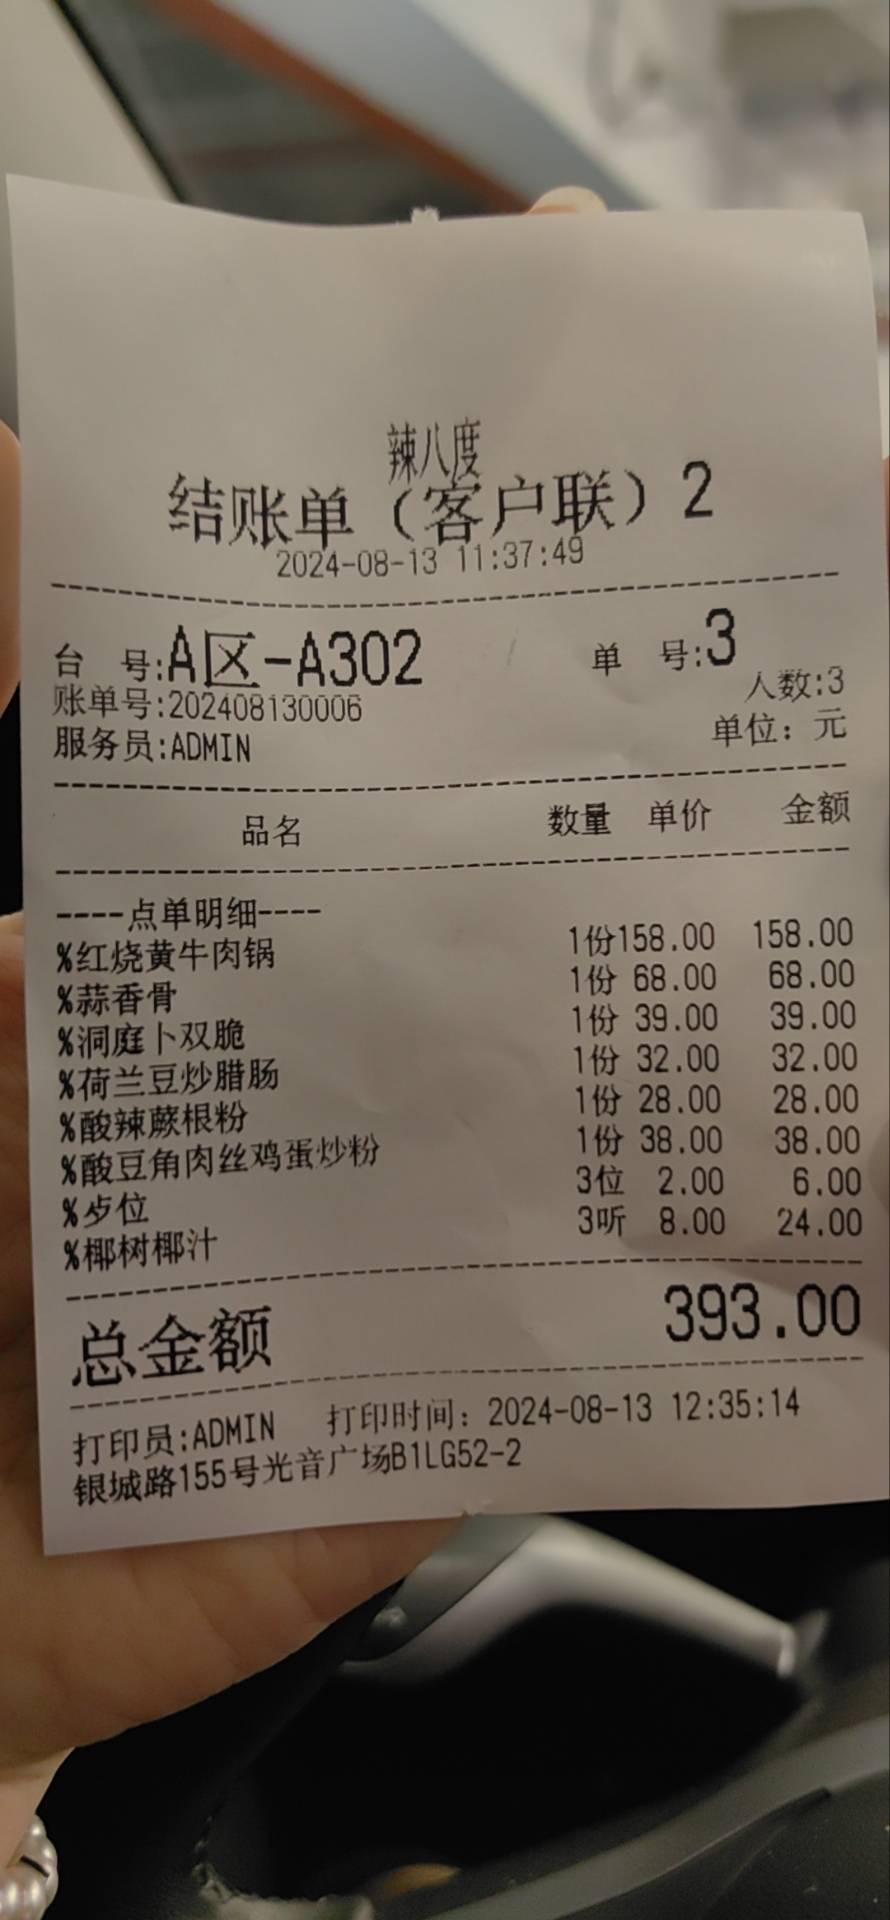 辣八度
结账单（客户联）2
2024-08-13 11:37:49
台 号:A区-A302 单 号:3
账单号:202408130006 人数:3
服务员:ADMIN 单位：元
品名 数量 单价 金额
----点单明细----
%红烧黄牛肉锅 1份158.00 158.00
%蒜香骨 1份 68.00 68.00
%洞庭卜双脆 1份 39.00 39.00
%荷兰豆炒腊肠 1份 32.00 32.00
%酸辣蕨根粉 1份 28.00 28.00
%酸豆角肉丝鸡蛋炒粉 1份 38.00 38.00
%歺位 3位 2.00 6.00
%椰树椰汁 3听 8.00 24.00
总金额 393.00
打印员:ADMIN 打印时间：2024-08-13 12:35:14
银城路155号光音广场B1LG52-2